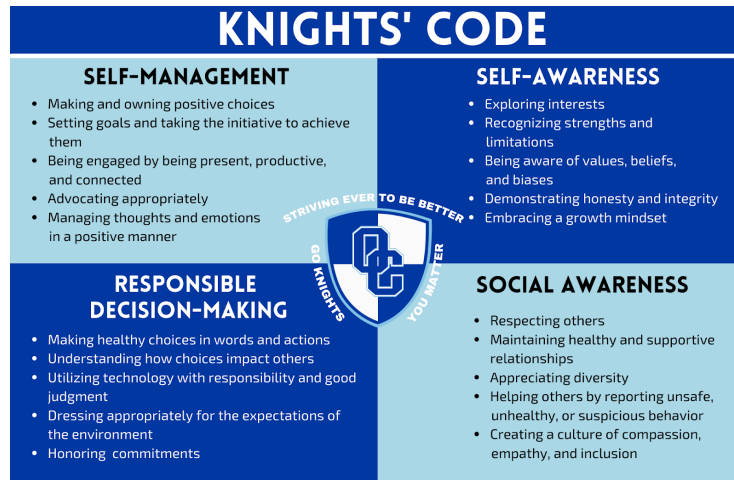 KNIGHTS' CODE
SELF-MANAGEMENT
• Making and owning positive choices
• Setting goals and taking the initiative to achieve
them
• Being engaged by being present, productive,
and connected
• Advocating appropriately
• Managing thoughts and emotions
in a positive manner
SELF-AWARENESS
• Exploring interests
• Recognizing strengths and
limitations
• Being aware of values, beliefs,
and biases
• Demonstrating honesty and integrity
• Embracing a growth mindset
STRIVING EVER TO BE BETTER
GO KNIGHTS
OC
YOU MATTER
RESPONSIBLE
DECISION-MAKING
• Making healthy choices in words and actions
• Understanding how choices impact others
• Utilizing technology with responsibility and good
judgment
• Dressing appropriately for the expectations of
the environment
• Honoring commitments
SOCIAL AWARENESS
• Respecting others
• Maintaining healthy and supportive
relationships
• Appreciating diversity
• Helping others by reporting unsafe,
unhealthy, or suspicious behavior
• Creating a culture of compassion,
empathy, and inclusion